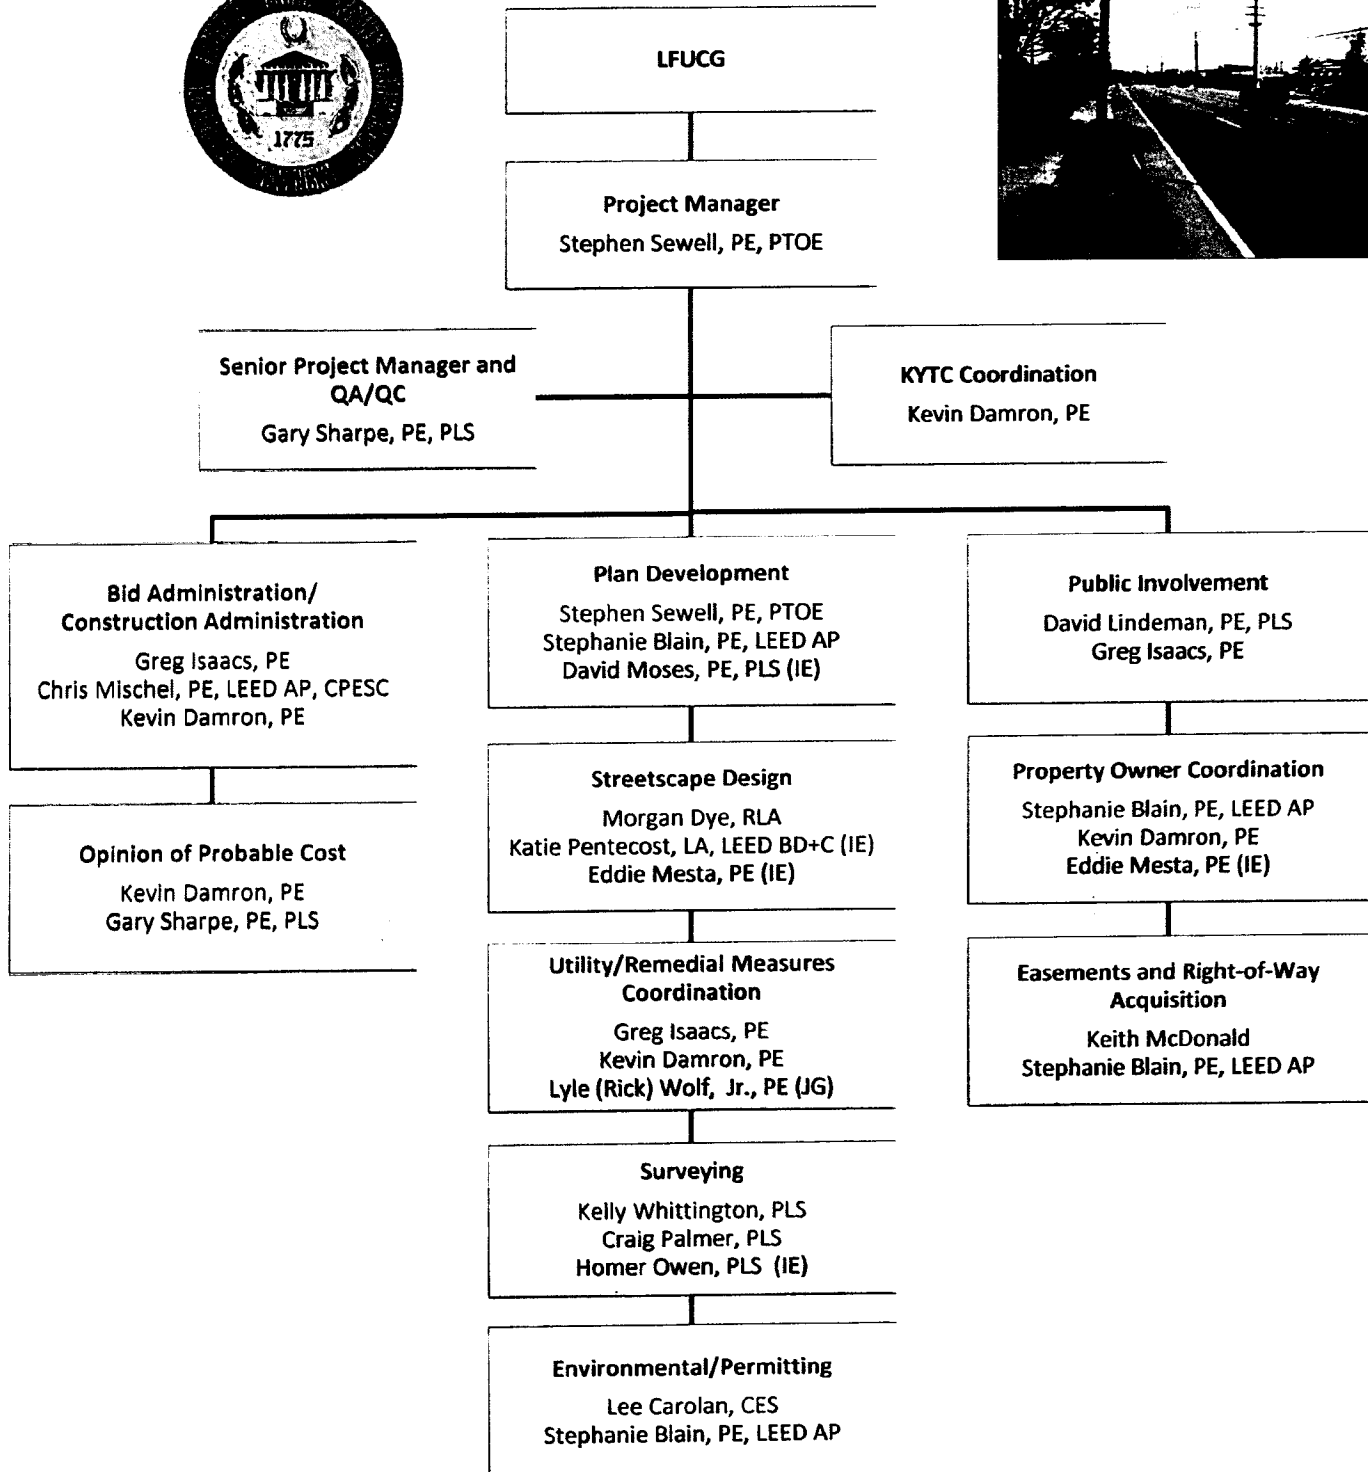 1775
LFUCG
Project Manager
Stephen Sewell, PE, PTOE
Senior Project Manager and
QA/QC
Gary Sharpe, PE, PLS
KYTC Coordination
Kevin Damron, PE
Bid Administration/
Construction Administration
Greg Isaacs, PE
Chris Mischel, PE, LEED AP, CPESC
Kevin Damron, PE
Opinion of Probable Cost
Kevin Damron, PE
Gary Sharpe, PE, PLS
Plan Development
Stephen Sewell, PE, PTOE
Stephanie Blain, PE, LEED AP
David Moses, PE, PLS (IE)
Streetscape Design
Morgan Dye, RLA
Katie Pentecost, LA, LEED BD+C (IE)
Eddie Mesta, PE (IE)
Utility/Remedial Measures
Coordination
Greg Isaacs, PE
Kevin Damron, PE
Lyle (Rick) Wolf, Jr., PE (JG)
Surveying
Kelly Whittington, PLS
Craig Palmer, PLS
Homer Owen, PLS (IE)
Environmental/Permitting
Lee Carolan, CES
Stephanie Blain, PE, LEED AP
Public Involvement
David Lindeman, PE, PLS
Greg Isaacs, PE
Property Owner Coordination
Stephanie Blain, PE, LEED AP
Kevin Damron, PE
Eddie Mesta, PE (IE)
Easements and Right-of-Way
Acquisition
Keith McDonald
Stephanie Blain, PE, LEED AP